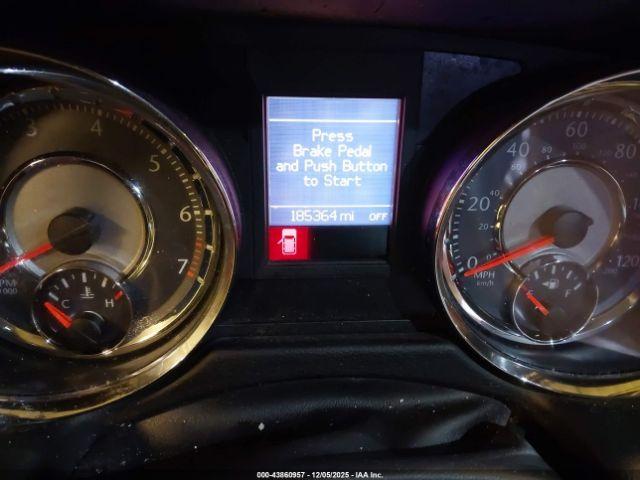 Press
Brake Pedal
and Push Button
to Start
185364 mi OFF
3 4 5 6 7
000
C H
0 20 40 60 80
120
MPH
km/h
F
000-43860957 - 12/05/2025 - IAA Inc.